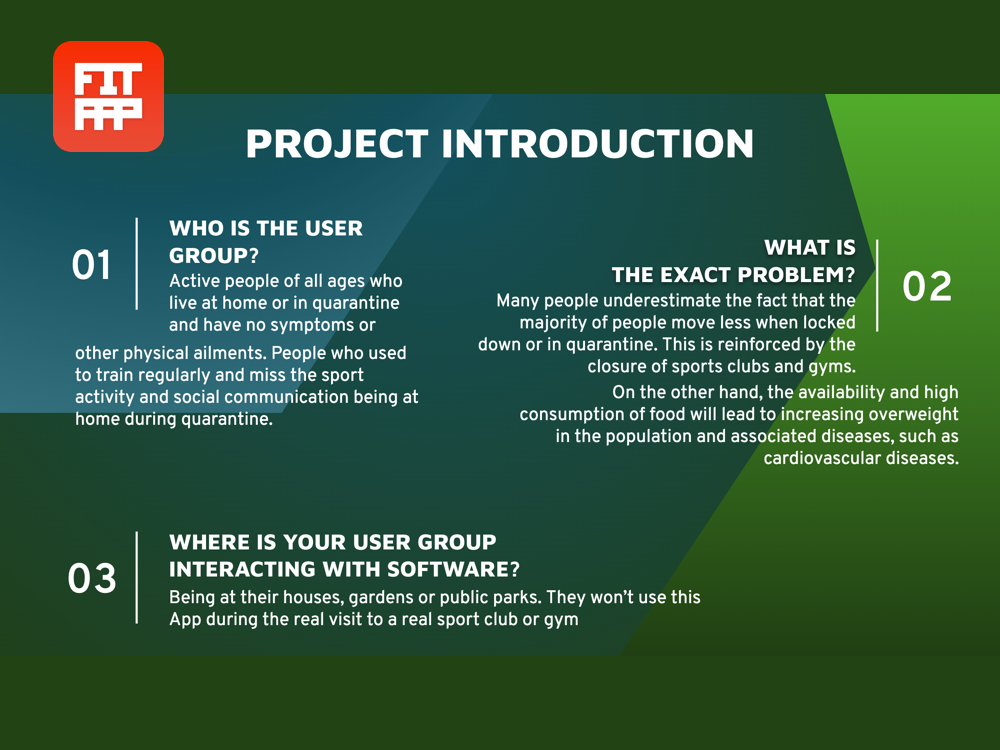 FIT
APP
PROJECT INTRODUCTION
01
WHO IS THE USER
GROUP?
Active people of all ages who
live at home or in quarantine
and have no symptoms or
other physical ailments. People who used
to train regularly and miss the sport
activity and social communication being at
home during quarantine.
WHAT IS
THE EXACT PROBLEM?
02
Many people underestimate the fact that the
majority of people move less when locked
down or in quarantine. This is reinforced by the
closure of sports clubs and gyms.
On the other hand, the availability and high
consumption of food will lead to increasing overweight
in the population and associated diseases, such as
cardiovascular diseases.
03
WHERE IS YOUR USER GROUP
INTERACTING WITH SOFTWARE?
Being at their houses, gardens or public parks. They won’t use this
App during the real visit to a real sport club or gym